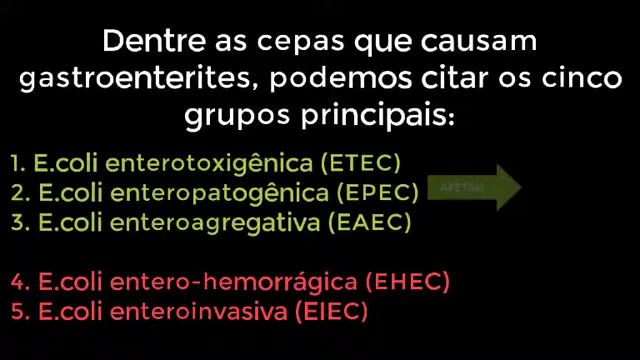 Dentre as cepas que causam
gastroenterites, podemos citar os cinco
grupos principais:
1. E.coli enterotoxigênica (ETEC)
2. E.coli enteropatogênica (EPEC)
AFETAM
3. E.coli enteroagregativa (EAEC)
4. E.coli entero-hemorrágica (EHEC)
5. E.coli enteroinvasiva (EIEC)